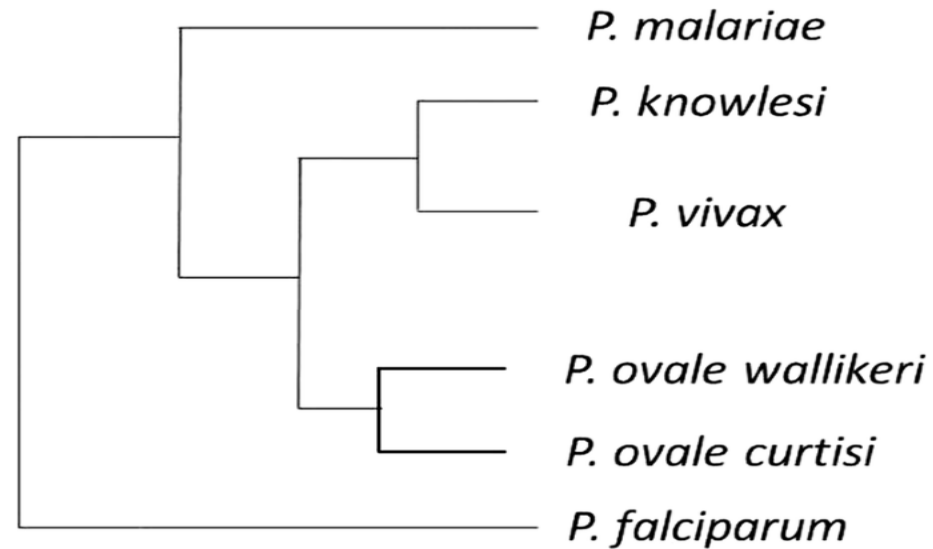 P. malariae
P. knowlesi
P. vivax
P. ovale wallikeri
P. ovale curtisi
P. falciparum